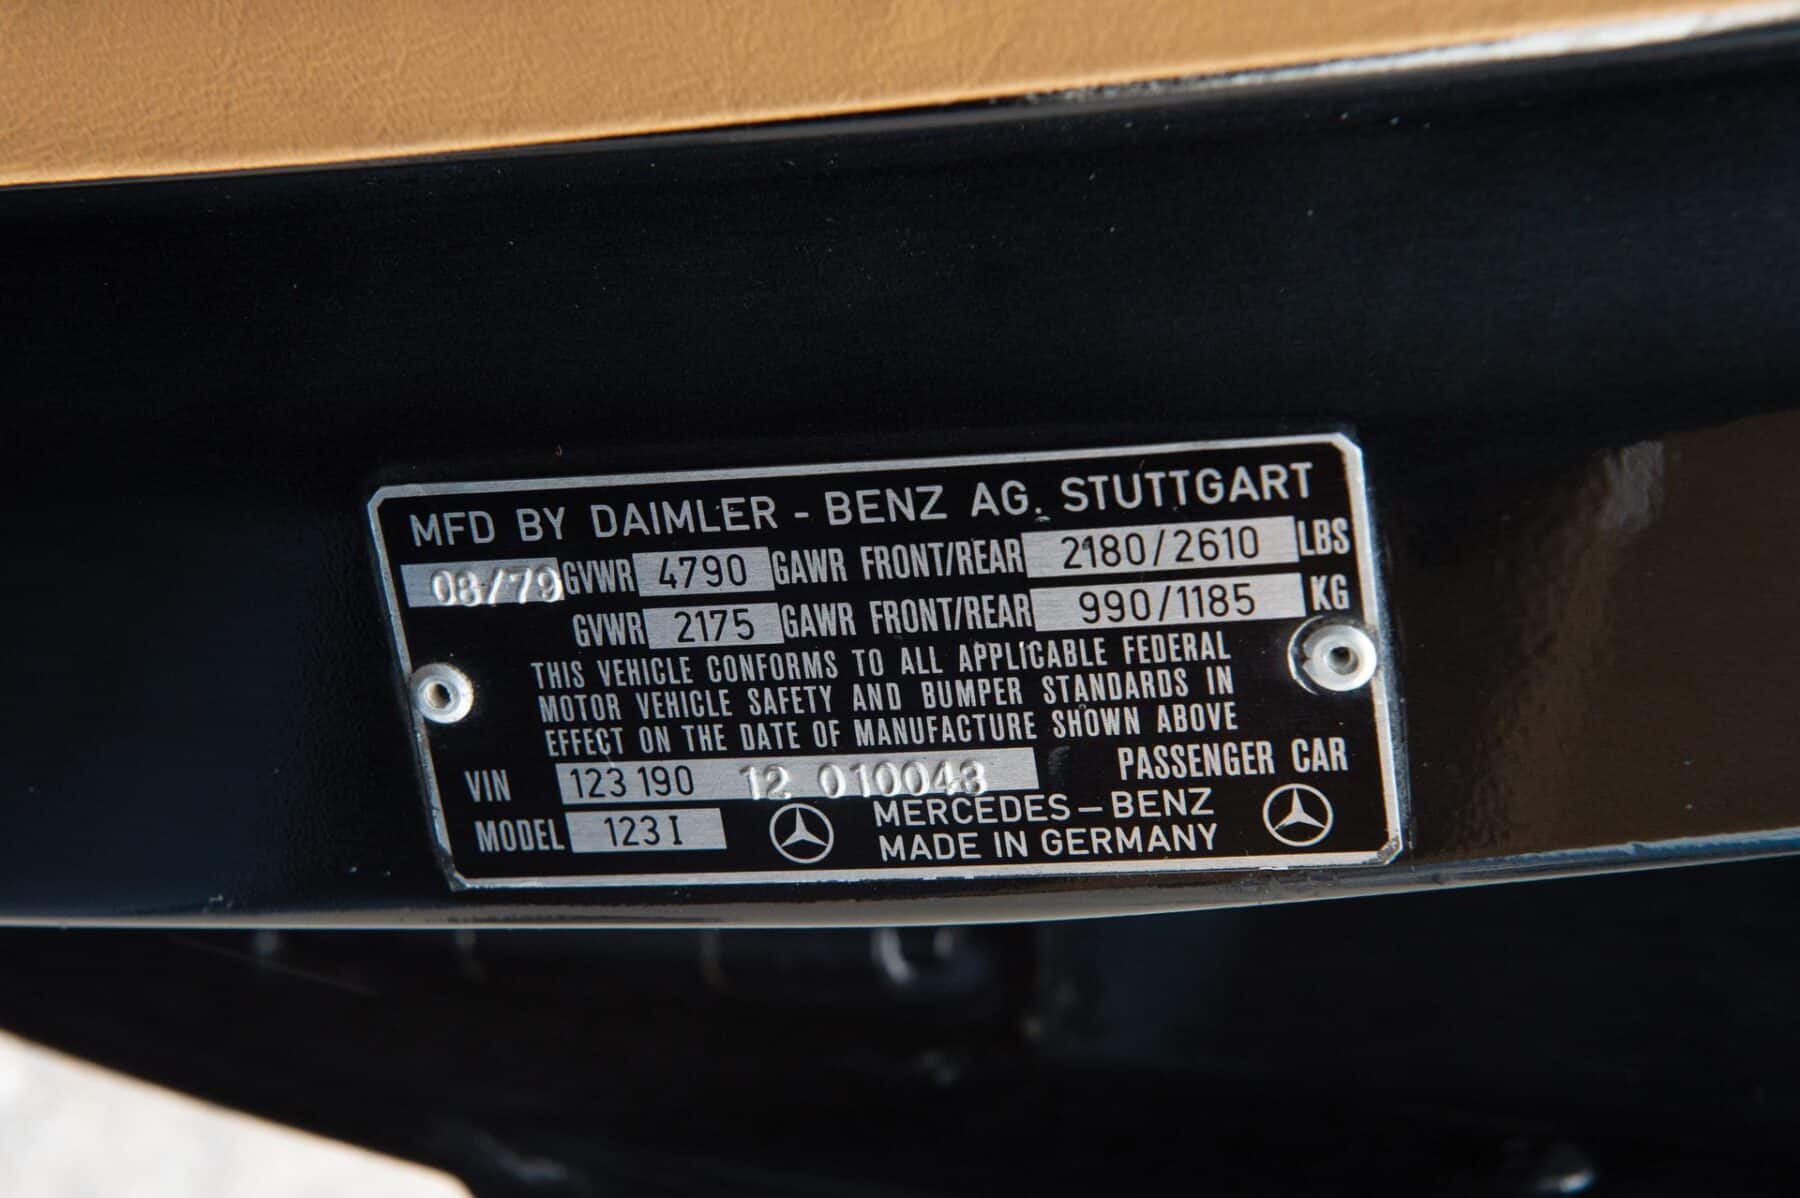 MFD BY DAIMLER - BENZ AG. STUTTGART
08/79 GVWR 4790 GAWR FRONT/REAR 2180/2610 LBS
GVWR 2175 GAWR FRONT/REAR 990/1185 KG
THIS VEHICLE CONFORMS TO ALL APPLICABLE FEDERAL
MOTOR VEHICLE SAFETY AND BUMPER STANDARDS IN
EFFECT ON THE DATE OF MANUFACTURE SHOWN ABOVE
VIN 123 190 12 010043 PASSENGER CAR
MODEL 123 I MERCEDES-BENZ
MADE IN GERMANY